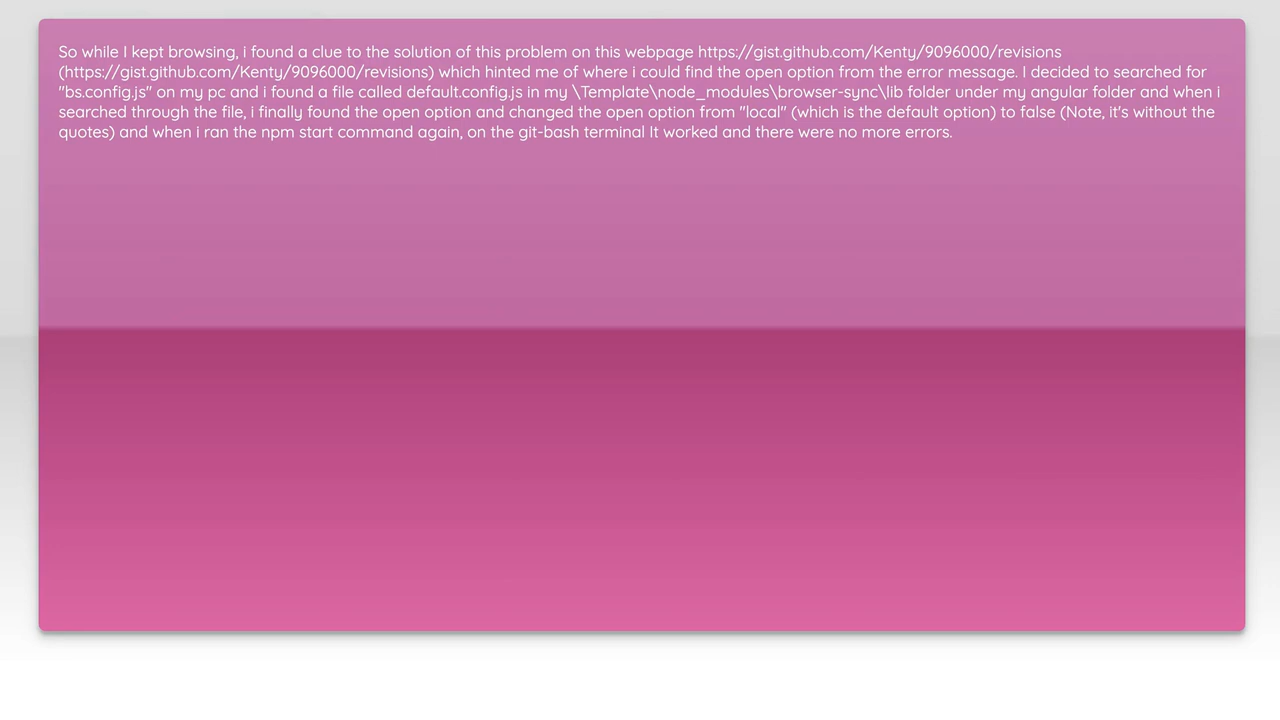 So while I kept browsing, i found a clue to the solution of this problem on this webpage https://gist.github.com/Kenty/9096000/revisions
(https://gist.github.com/Kenty/9096000/revisions) which hinted me of where i could find the open option from the error message. I decided to searched for
"bs.config.js" on my pc and i found a file called default.config.js in my \Template\node_modules\browser-sync\lib folder under my angular folder and when i
searched through the file, i finally found the open option and changed the open option from "local" (which is the default option) to false (Note, it's without the
quotes) and when i ran the npm start command again, on the git-bash terminal It worked and there were no more errors.